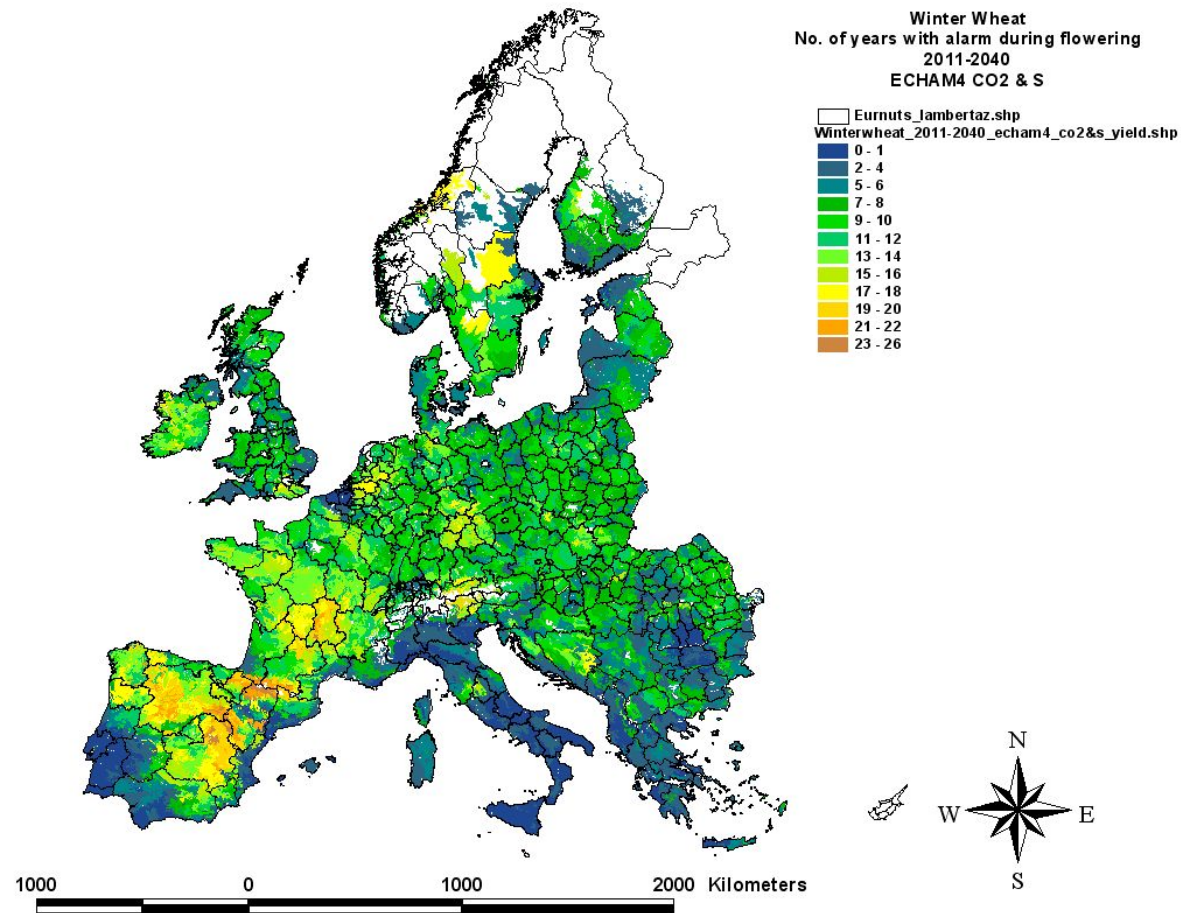 Winter Wheat
No. of years with alarm during flowering
2011-2040
ECHAM4 CO2 & S
Eurnuts_lambertaz.shp
Winterwheat_2011-2040_echam4_co2&s_yield.shp
0 - 1
2 - 4
5 - 6
7 - 8
9 - 10
11 - 12
13 - 14
15 - 16
17 - 18
19 - 20
21 - 22
23 - 26
N
W E
S
1000 0 1000 2000 Kilometers